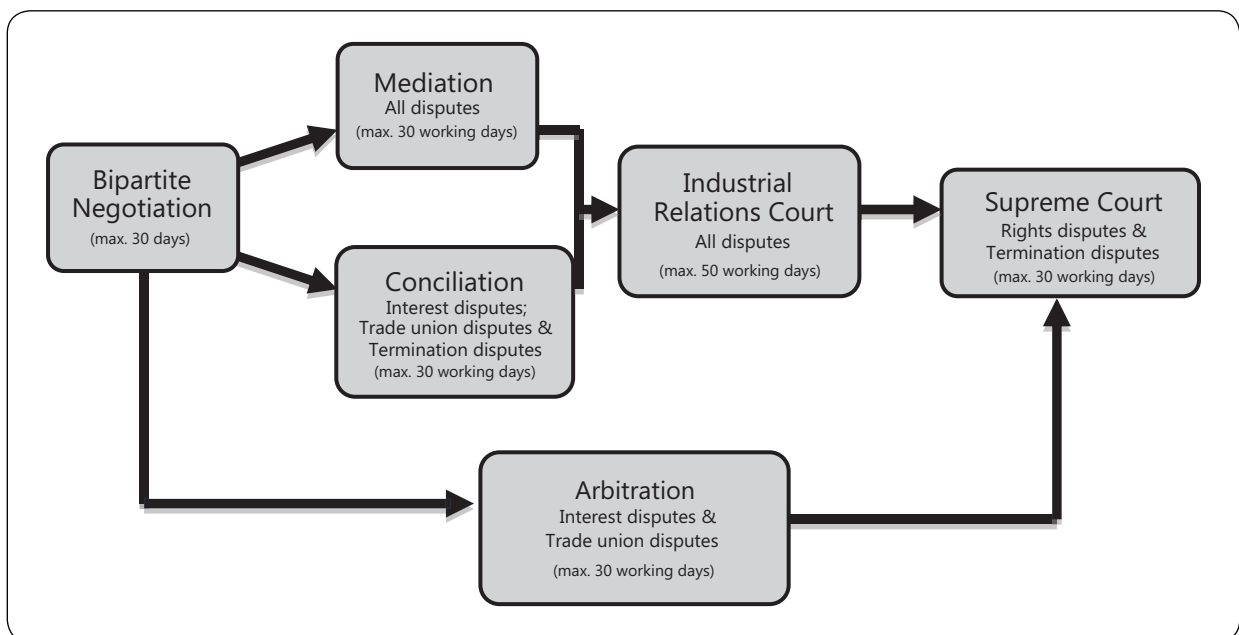 Bipartite
Negotiation
(max. 30 days)
Mediation
All disputes
(max. 30 working days)
Conciliation
Interest disputes;
Trade union disputes &
Termination disputes
(max. 30 working days)
Industrial
Relations Court
All disputes
(max. 50 working days)
Supreme Court
Rights disputes &
Termination disputes
(max. 30 working days)
Arbitration
Interest disputes &
Trade union disputes
(max. 30 working days)